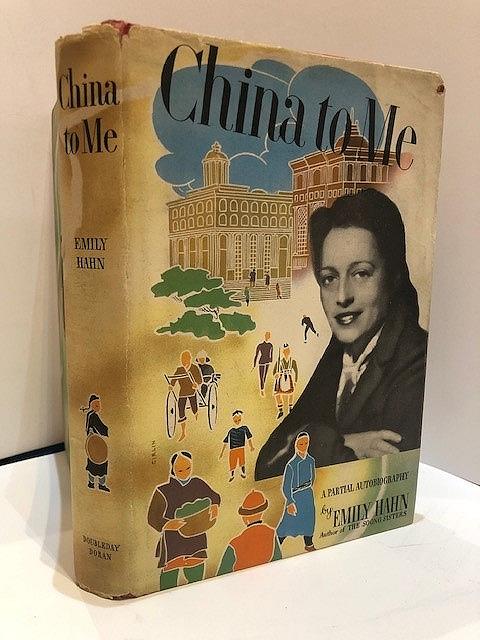 China
to Me
EMILY
HAHN
DOUBLEDAY
DORAN
China to Me
A PARTIAL AUTOBIOGRAPHY
by EMILY HAHN
Author of THE SOONG SISTERS